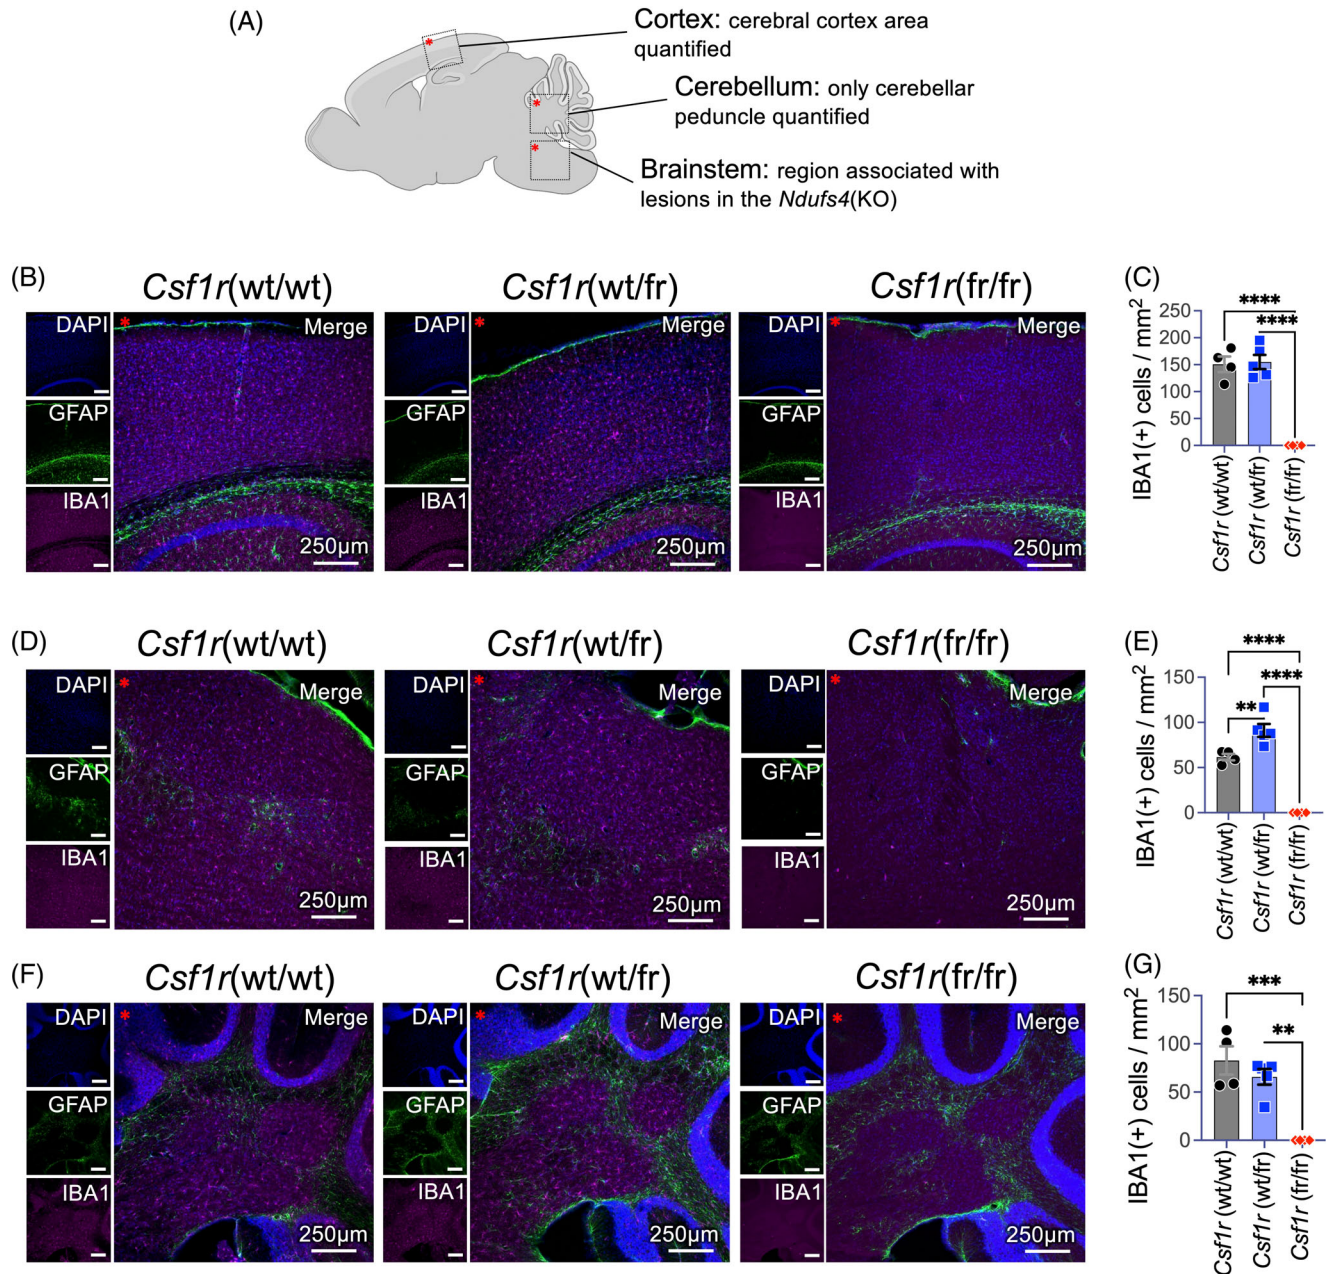 (A)
Cortex: cerebral cortex area
quantified
Cerebellum: only cerebellar
peduncle quantified
Brainstem: region associated with
lesions in the Ndufs4(KO)
(B)
Csf1r(wt/wt)
DAPI
*
Merge
GFAP
IBA1
250µm
Csf1r(wt/fr)
DAPI
*
Merge
GFAP
IBA1
250µm
Csf1r(fr/fr)
DAPI
*
Merge
GFAP
IBA1
250µm
(C)
IBA1(+) cells / mm²
250
200
150
100
50
0
****
****
Csf1r (wt/wt)
Csf1r (wt/fr)
Csf1r (fr/fr)
(D)
Csf1r(wt/wt)
DAPI
*
Merge
GFAP
IBA1
250µm
Csf1r(wt/fr)
DAPI
*
Merge
GFAP
IBA1
250µm
Csf1r(fr/fr)
DAPI
*
Merge
GFAP
IBA1
250µm
(E)
IBA1(+) cells / mm²
150
100
50
0
****
****
**
Csf1r (wt/wt)
Csf1r (wt/fr)
Csf1r (fr/fr)
(F)
Csf1r(wt/wt)
DAPI
*
Merge
GFAP
IBA1
250µm
Csf1r(wt/fr)
DAPI
*
Merge
GFAP
IBA1
250µm
Csf1r(fr/fr)
DAPI
*
Merge
GFAP
IBA1
250µm
(G)
IBA1(+) cells / mm²
150
100
50
0
***
**
Csf1r (wt/wt)
Csf1r (wt/fr)
Csf1r (fr/fr)